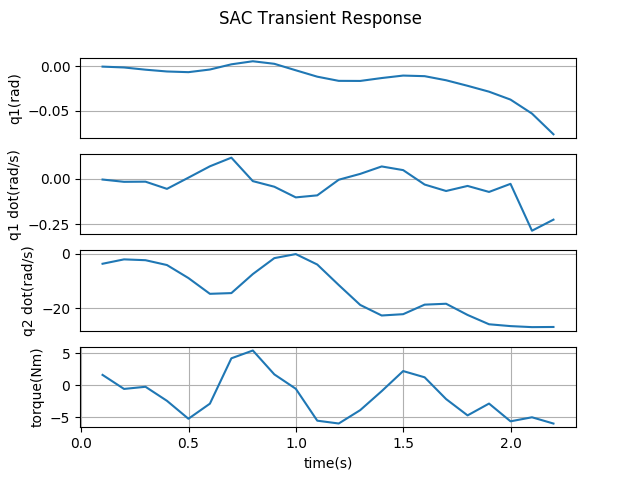 SAC Transient Response
q1(rad)
0.00
−0.05
q1 dot(rad/s)
0.00
−0.25
q2 dot(rad/s)
0
−20
torque(Nm)
5
0
−5
0.0 0.5 1.0 1.5 2.0
time(s)